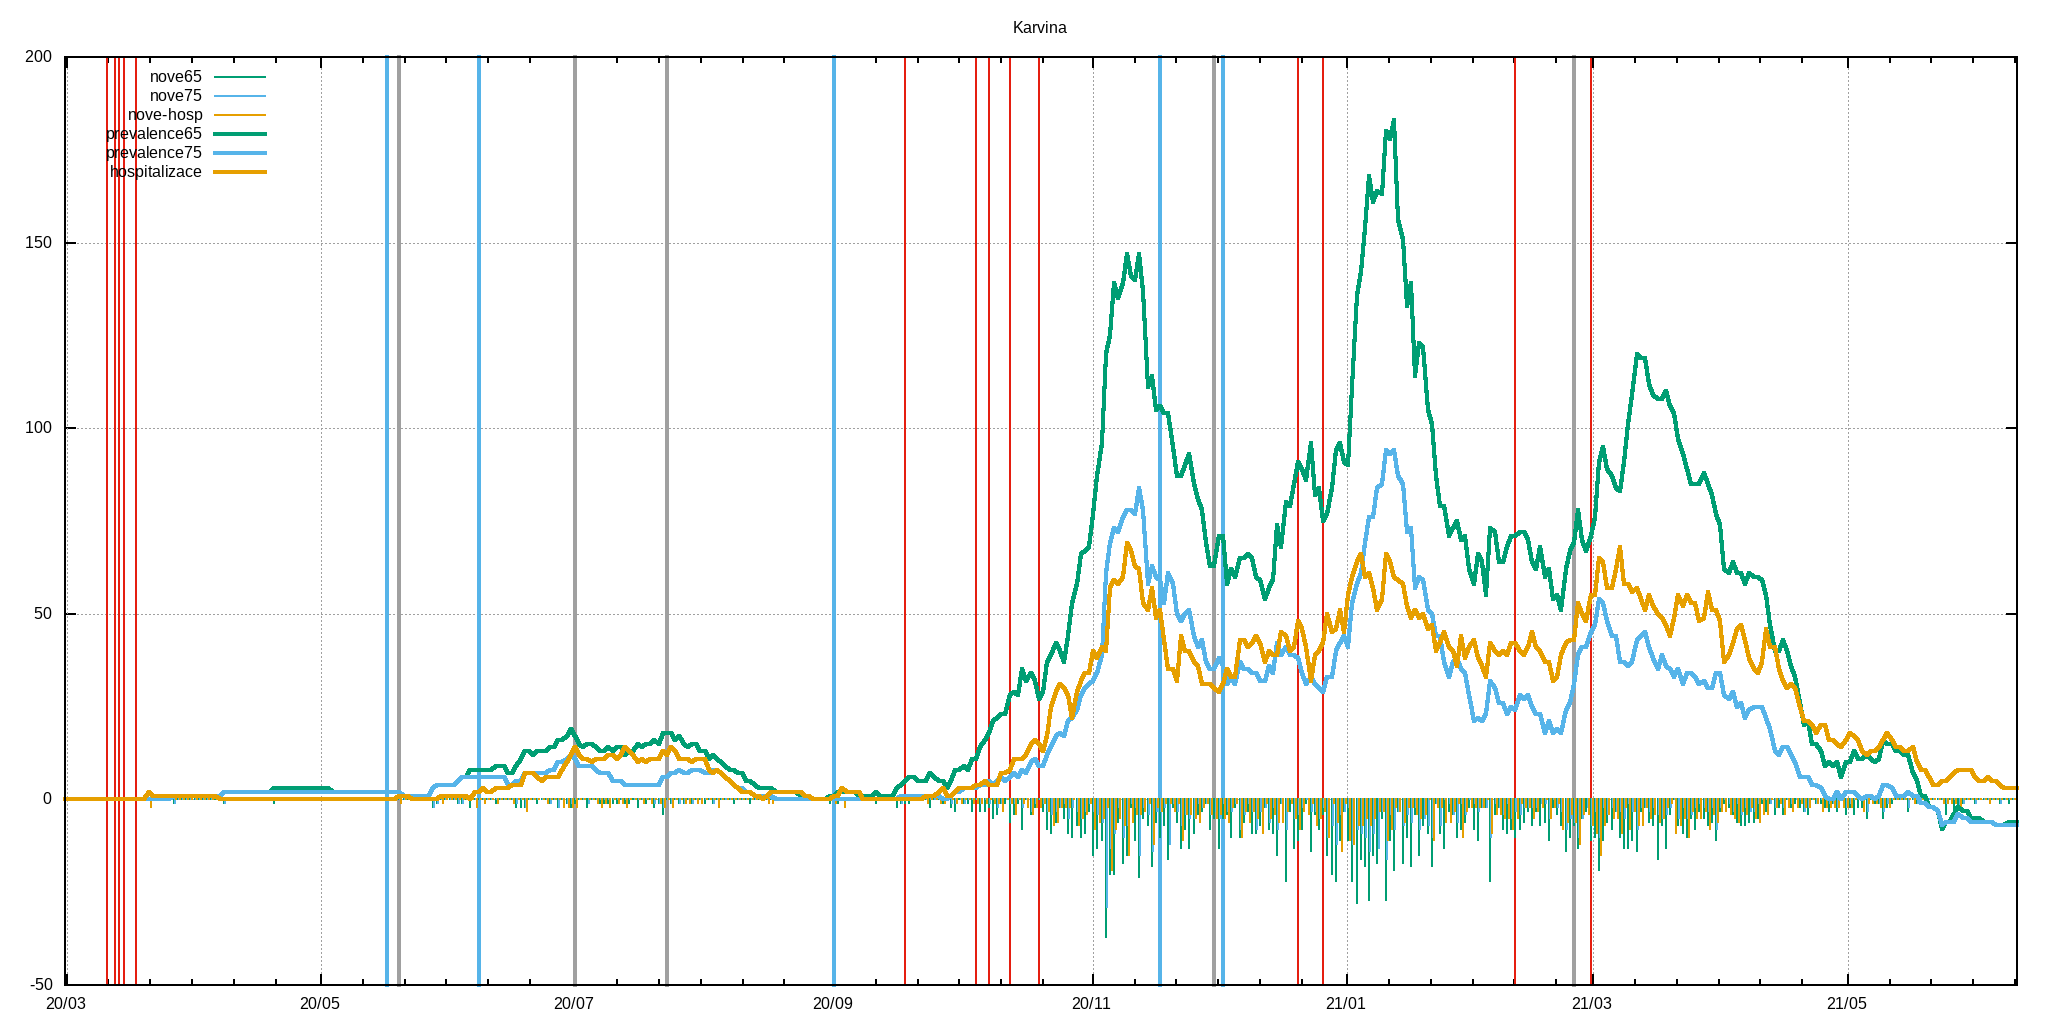 Karvina
200
150
100
50
0
-50
nove65
nove75
nove-hosp
prevalence65
prevalence75
hospitalizace
20/03 20/05 20/07 20/09 20/11 21/01 21/03 21/05